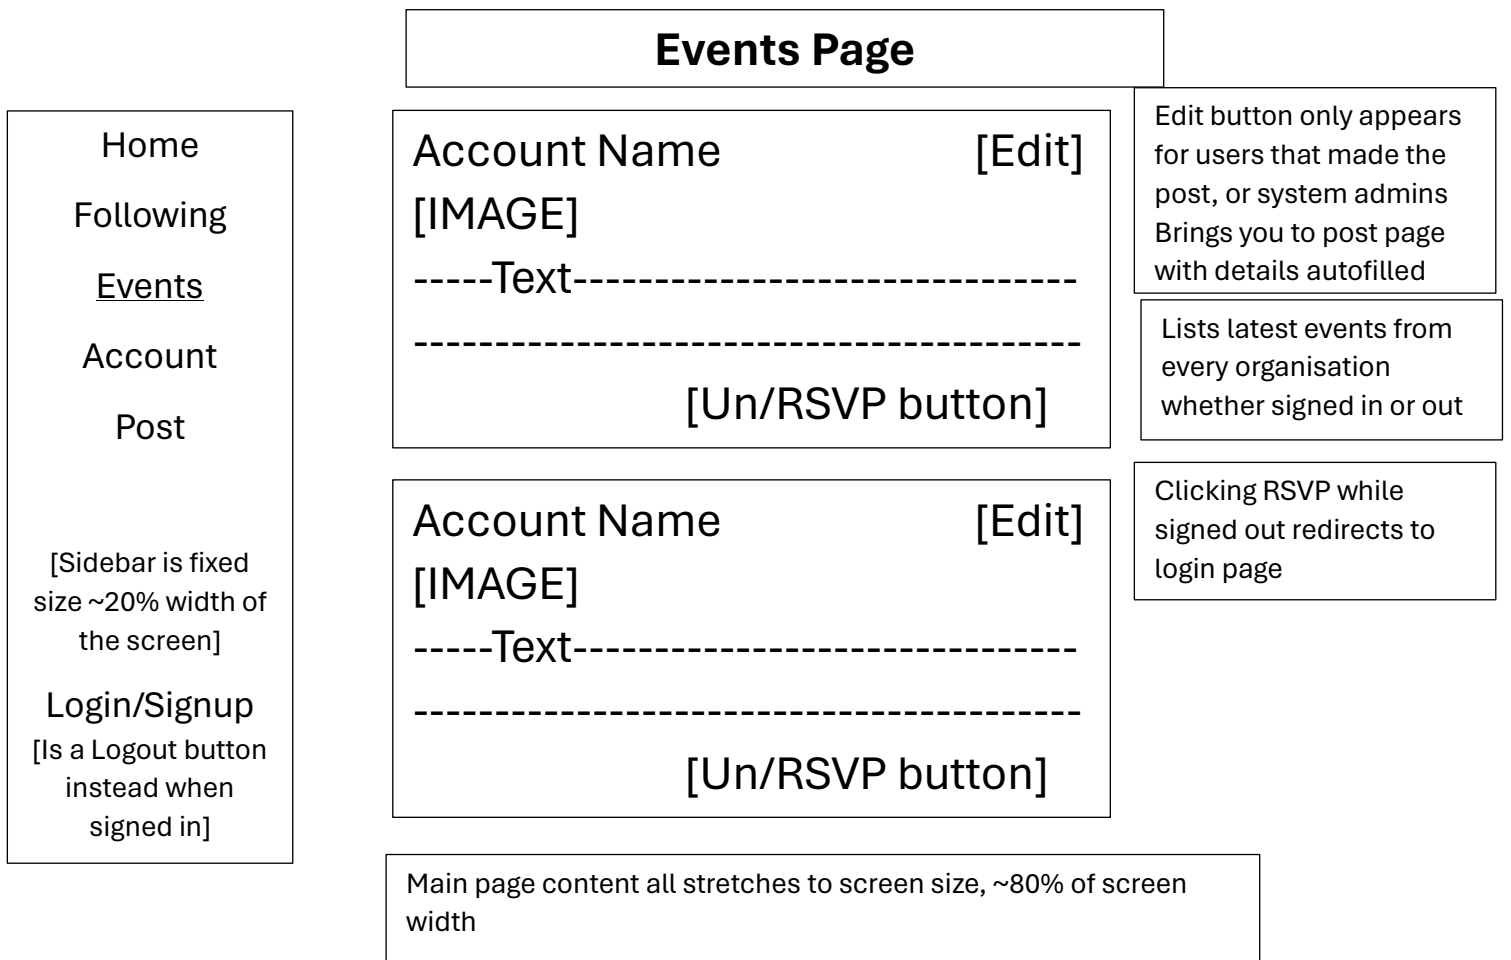 Events Page
Home
Following
Events
Account
Post
[Sidebar is fixed
size ~20% width of
the screen]
Login/Signup
[Is a Logout button
instead when
signed in]
Account Name [Edit]
[IMAGE]
-----Text-------------------------------
-----------------------------------------
[Un/RSVP button]
Account Name [Edit]
[IMAGE]
-----Text-------------------------------
-----------------------------------------
[Un/RSVP button]
Edit button only appears
for users that made the
post, or system admins
Brings you to post page
with details autofilled
Lists latest events from
every organisation
whether signed in or out
Clicking RSVP while
signed out redirects to
login page
Main page content all stretches to screen size, ~80% of screen
width